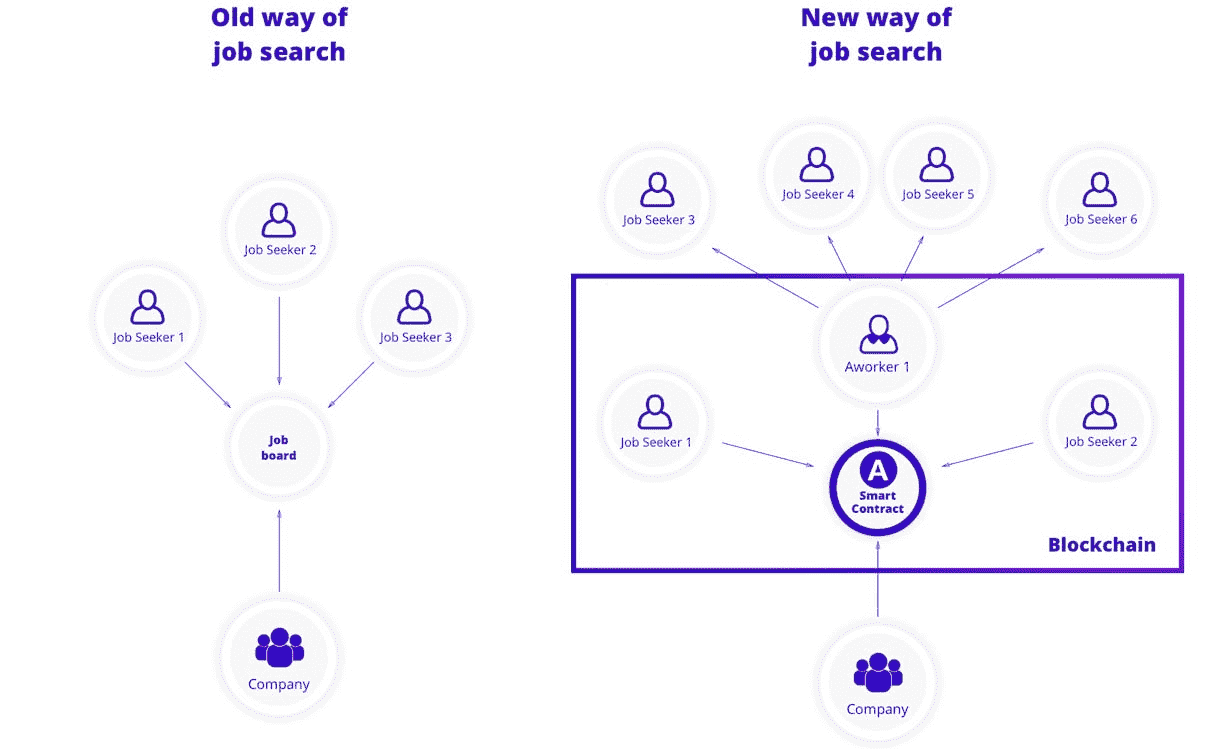 Old way of
job search
Job Seeker 2
Job Seeker 1
Job Seeker 3
Job
board
Company
New way of
job search
Job Seeker 3
Job Seeker 4
Job Seeker 5
Job Seeker 6
Aworker 1
Job Seeker 1
Job Seeker 2
A
Smart
Contract
Blockchain
Company